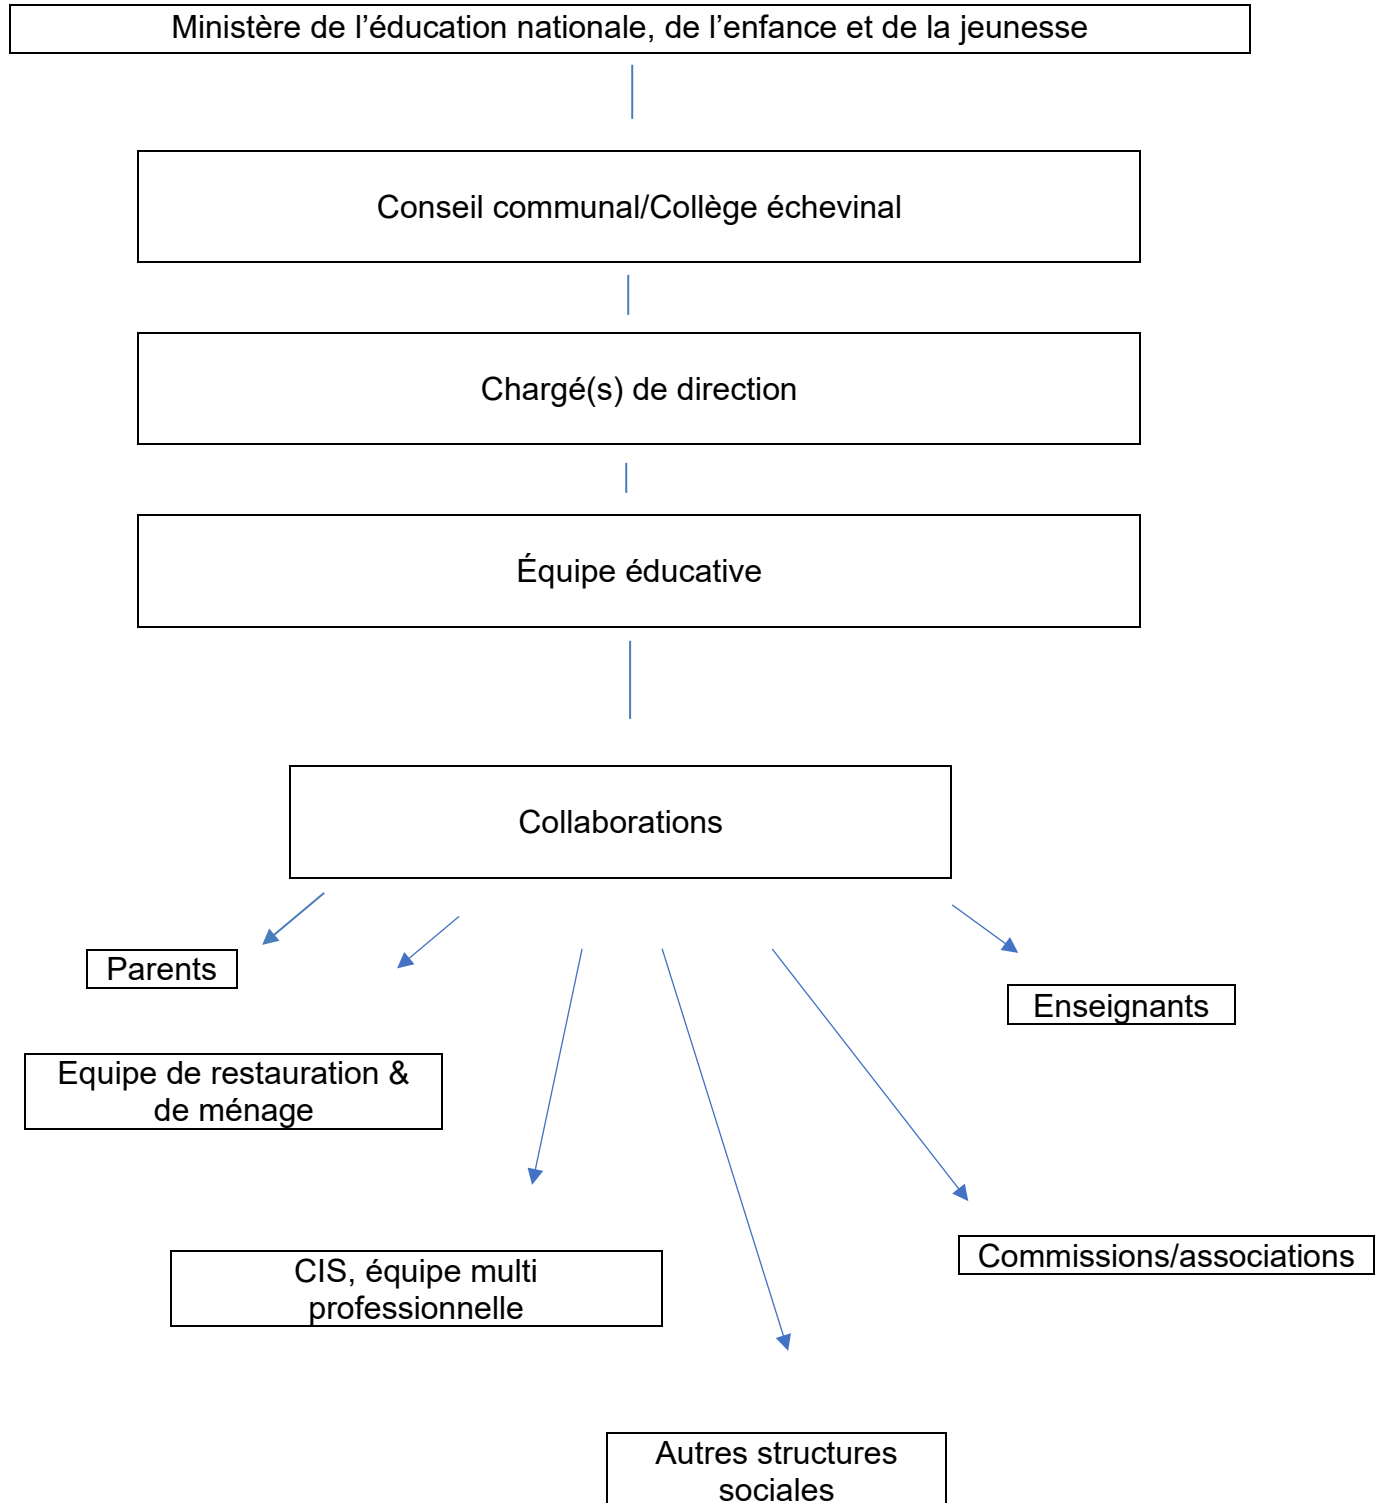 Ministère de l’éducation nationale, de l’enfance et de la jeunesse
Conseil communal/Collège échevinal
Chargé(s) de direction
Équipe éducative
Collaborations
Parents
Enseignants
Equipe de restauration &
de ménage
CIS, équipe multi
professionnelle
Commissions/associations
Autres structures
sociales